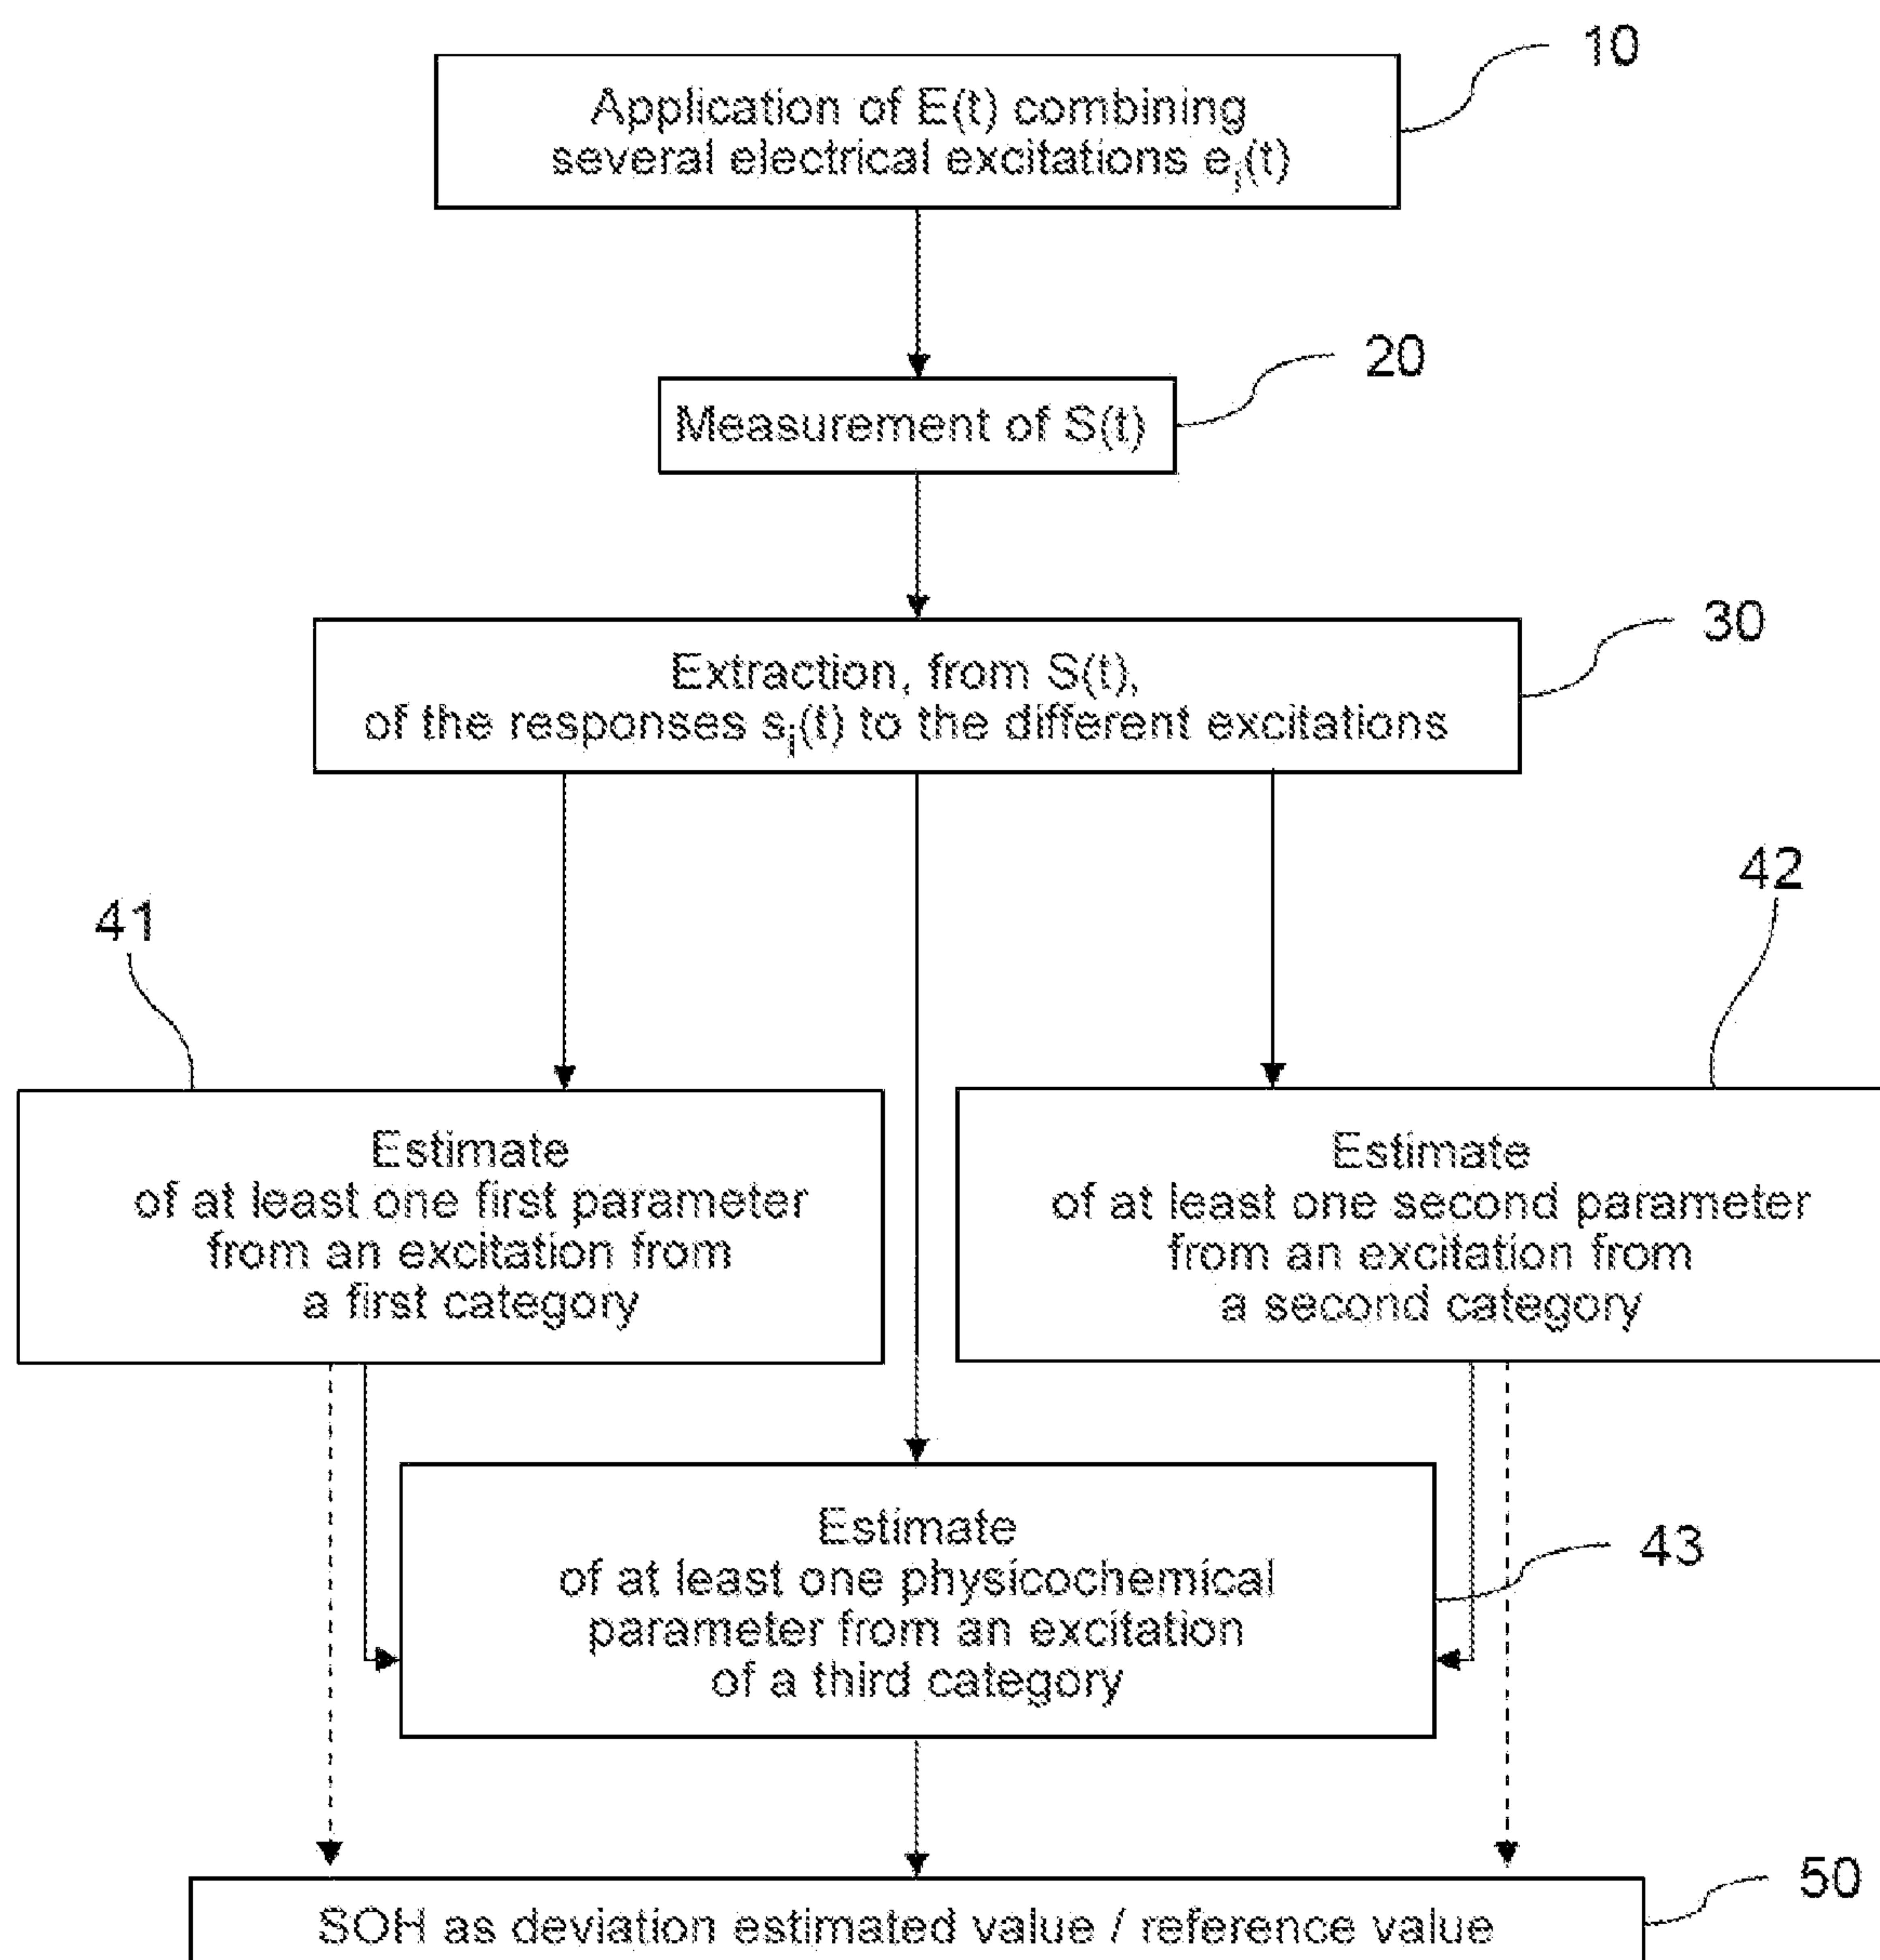 10
Application of E(t) combining
several electrical excitations eᵢ(t)
20
Measurement of S(t)
30
Extraction, from S(t),
of the responses sᵢ(t) to the different excitations
41
42
Estimate
of at least one first parameter
from an excitation from
a first category
Estimate
of at least one second parameter
from an excitation from
a second category
Estimate
of at least one physicochemical
parameter from an excitation
of a third category
43
50
SOH as deviation estimated value / reference value